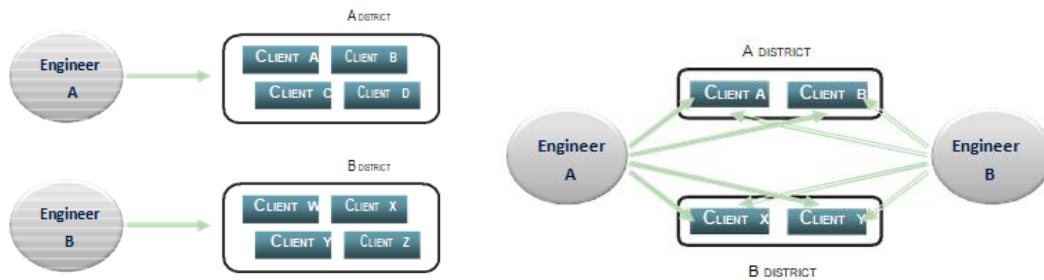 A DISTRICT
Engineer
A
CLIENT A
CLIENT B
CLIENT C
CLIENT D
B DISTRICT
Engineer
B
CLIENT W
CLIENT X
CLIENT Y
CLIENT Z
A DISTRICT
CLIENT A
CLIENT B
Engineer
A
Engineer
B
CLIENT X
CLIENT Y
B DISTRICT